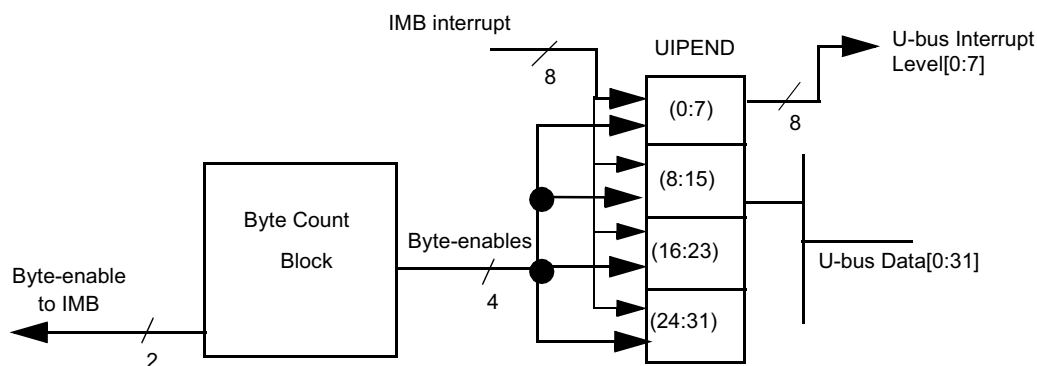 IMB interrupt
UIPEND
U-bus Interrupt
Level[0:7]
8
(0:7)
8
(8:15)
Byte Count
Block
Byte-enables
(16:23)
U-bus Data[0:31]
Byte-enable
to IMB
4
(24:31)
2